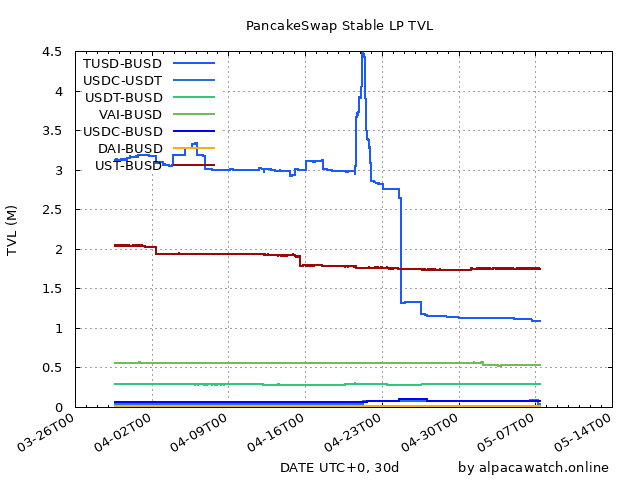 PancakeSwap Stable LP TVL
4.5
4
3.5
3
2.5
2
1.5
1
0.5
0
TVL (M)
TUSD-BUSD
USDC-USDT
USDT-BUSD
VAI-BUSD
USDC-BUSD
DAI-BUSD
UST-BUSD
03-26T00
04-02T00
04-09T00
04-16T00
04-23T00
04-30T00
05-07T00
05-14T00
DATE UTC+0, 30d
by alpacawatch.online